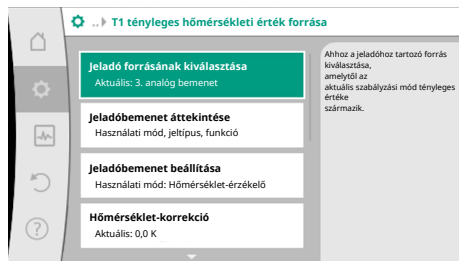 ..› T1 tényleges hőmérsékleti érték forrása
Jeladó forrásának kiválasztása
Aktuális: 3. analóg bemenet
Jeladóbemenet áttekintése
Használati mód, jeltípus, funkció
Jeladóbemenet beállítása
Használati mód: Hőmérséklet-érzékelő
Hőmérséklet-korrekció
Aktuális: 0,0 K
Ahhoz a jeladóhoz tartozó forrás
kiválasztása,
amelytől az
aktuális szabályzási mód tényleges
értéke
származik.